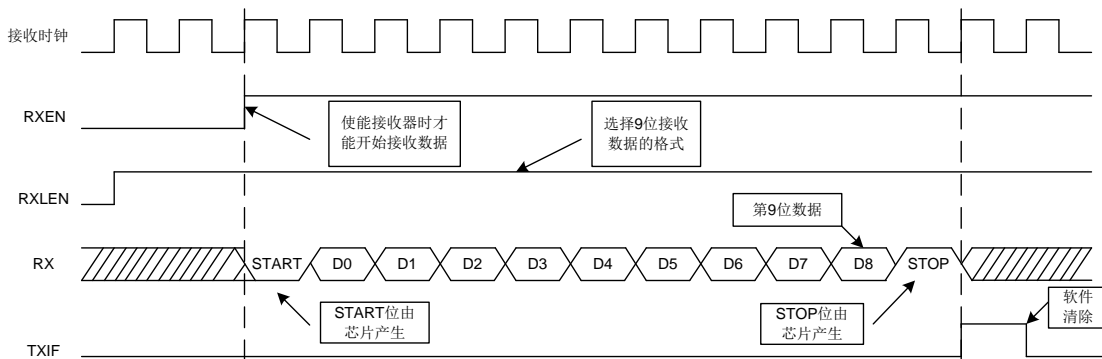 接收时钟
RXEN
使能接收器时才
能开始接收数据
选择9位接收
数据的格式
RXLEN
第9位数据
RX
START
D0
D1
D2
D3
D4
D5
D6
D7
D8
STOP
START位由
芯片产生
STOP位由
芯片产生
软件
清除
TXIF